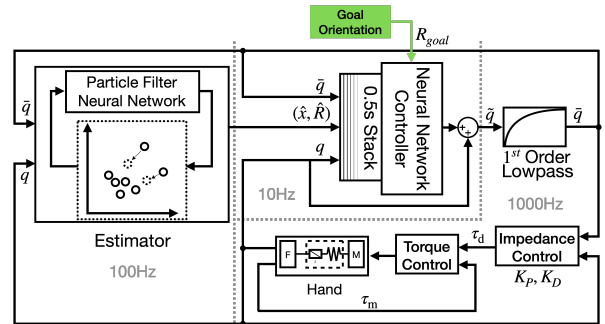 Goal
Orientation
R_goal
Particle Filter
Neural Network
q̄
q
Estimator
100Hz
q̄
(x̂, R̂)
q
0.5s Stack
Neural Network
Controller
10Hz
+
+
q̃
q̄
1st Order
Lowpass
1000Hz
F
M
Hand
τ_m
Torque
Control
τ_d
Impedance
Control
K_P, K_D